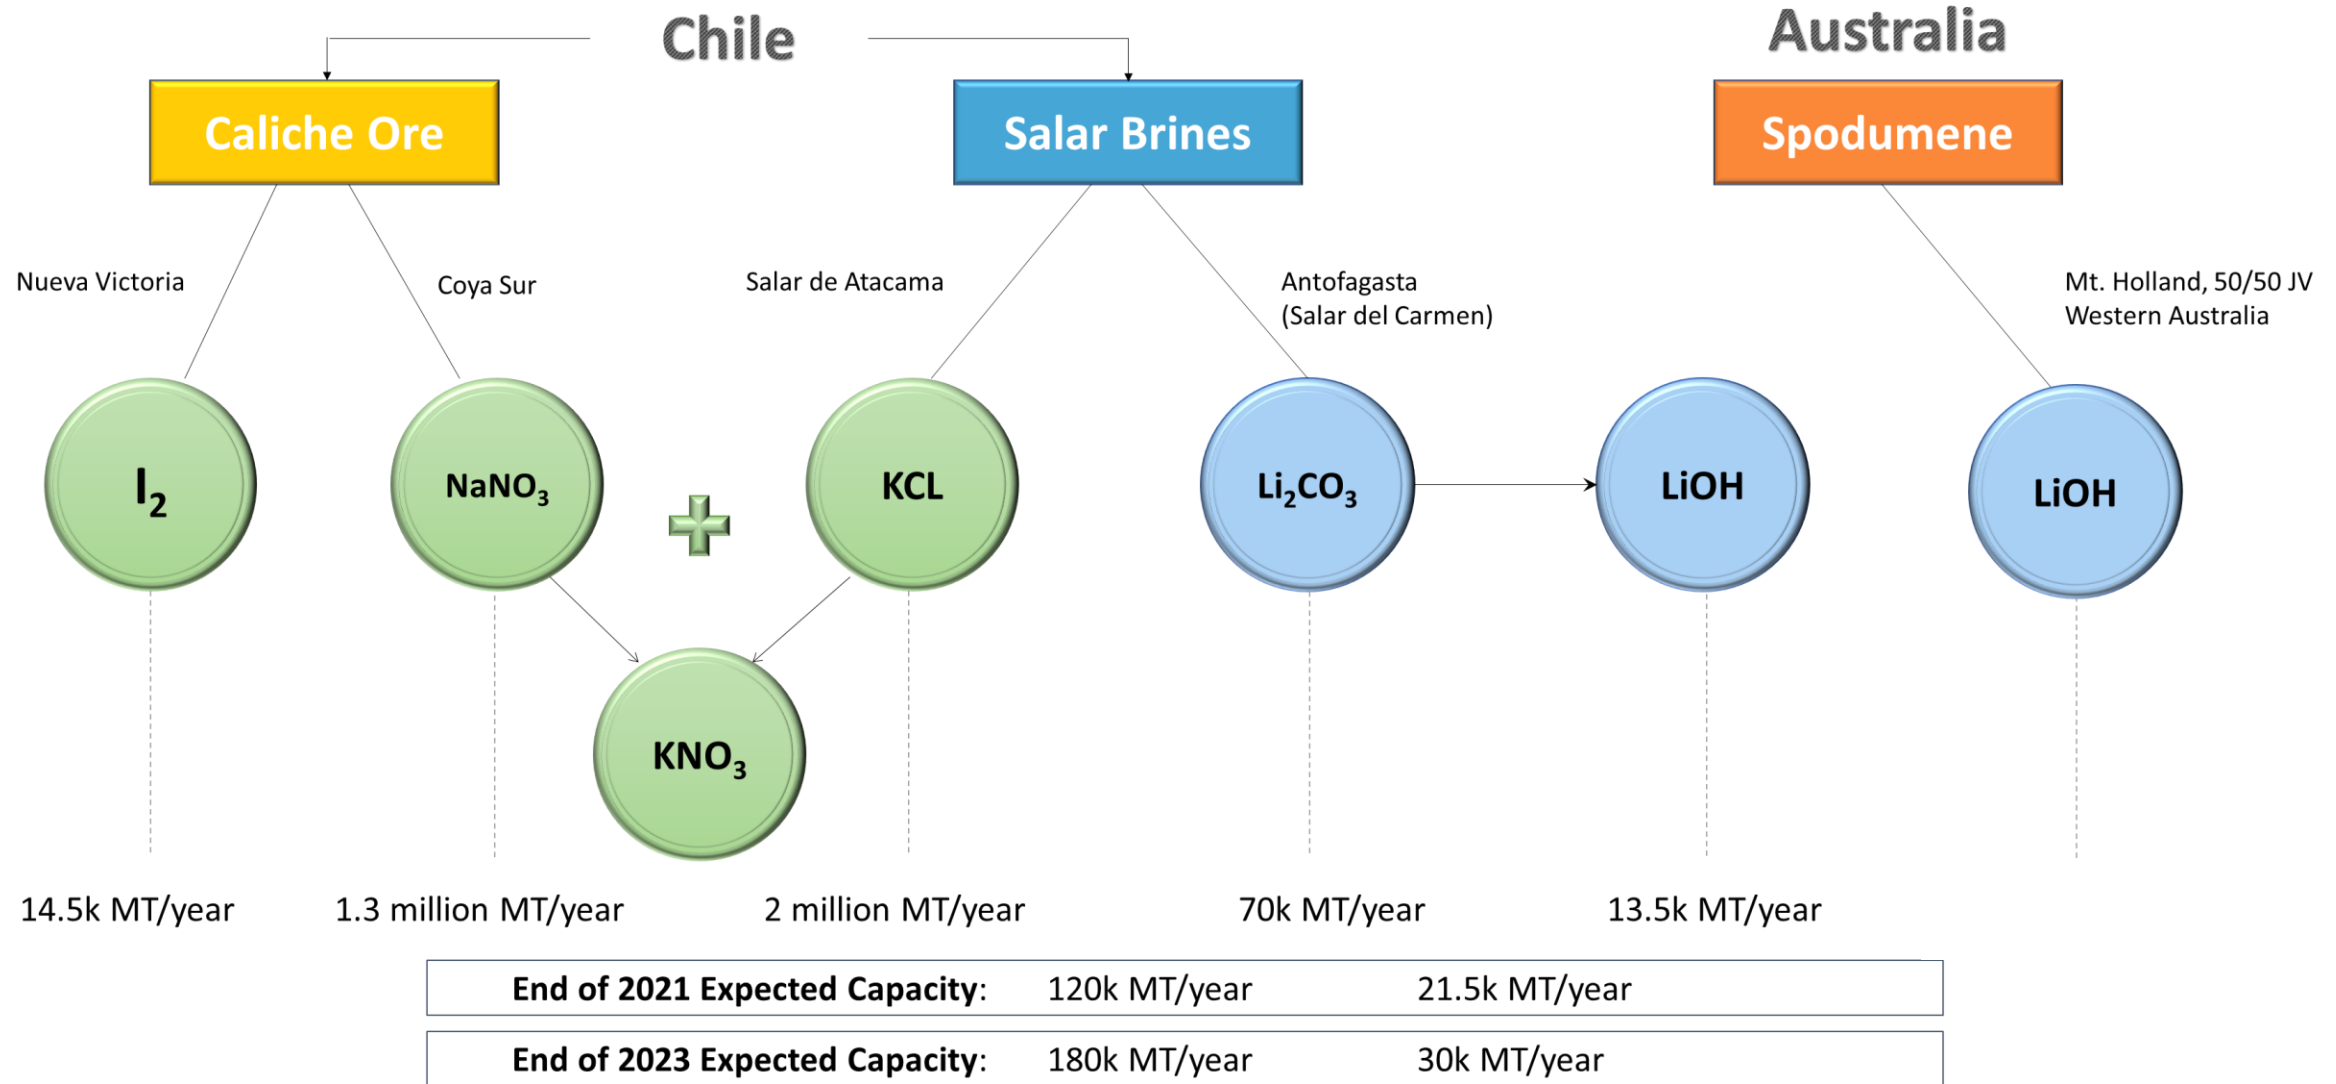 Chile
Australia
Caliche Ore
Salar Brines
Spodumene
Nueva Victoria
Coya Sur
Salar de Atacama
Antofagasta
(Salar del Carmen)
Mt. Holland, 50/50 JV
Western Australia
I₂
NaNO₃
KCL
Li₂CO₃
LiOH
LiOH
KNO₃
14.5k MT/year
1.3 million MT/year
2 million MT/year
70k MT/year
13.5k MT/year
End of 2021 Expected Capacity: 120k MT/year 21.5k MT/year
End of 2023 Expected Capacity: 180k MT/year 30k MT/year